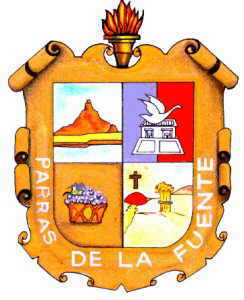 PARRAS DE LA FUENTE